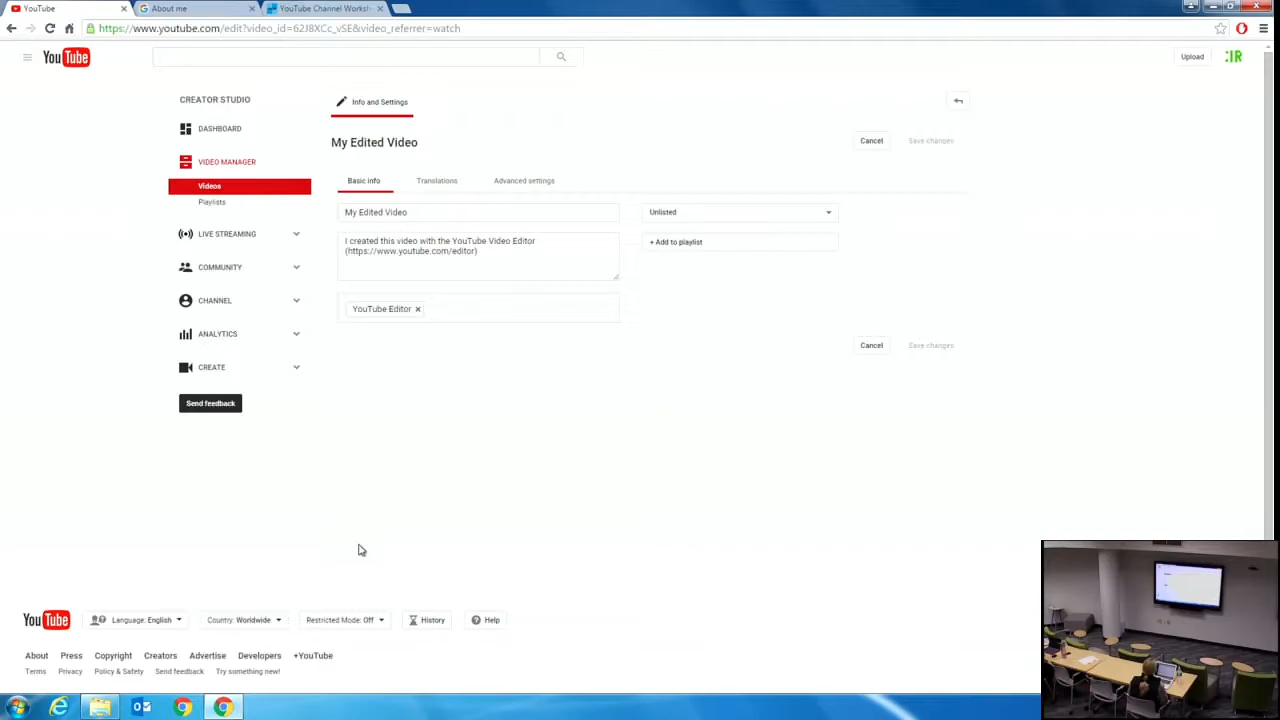 YouTube
About me
YouTube Channel Worksh
https://www.youtube.com/edit?video_id=62J8XCc_vSE&video_referrer=watch
YouTube
Upload
:IR
CREATOR STUDIO
DASHBOARD
VIDEO MANAGER
Videos
Playlists
LIVE STREAMING
COMMUNITY
CHANNEL
ANALYTICS
CREATE
Send feedback
Info and Settings
My Edited Video
Cancel
Save changes
Basic info
Translations
Advanced settings
My Edited Video
Unlisted
I created this video with the YouTube Video Editor
(https://www.youtube.com/editor)
+ Add to playlist
YouTube Editor
Cancel
Save changes
YouTube
Language: English
Country: Worldwide
Restricted Mode: Off
History
Help
About Press Copyright Creators Advertise Developers +YouTube
Terms Privacy Policy & Safety Send feedback Try something new!